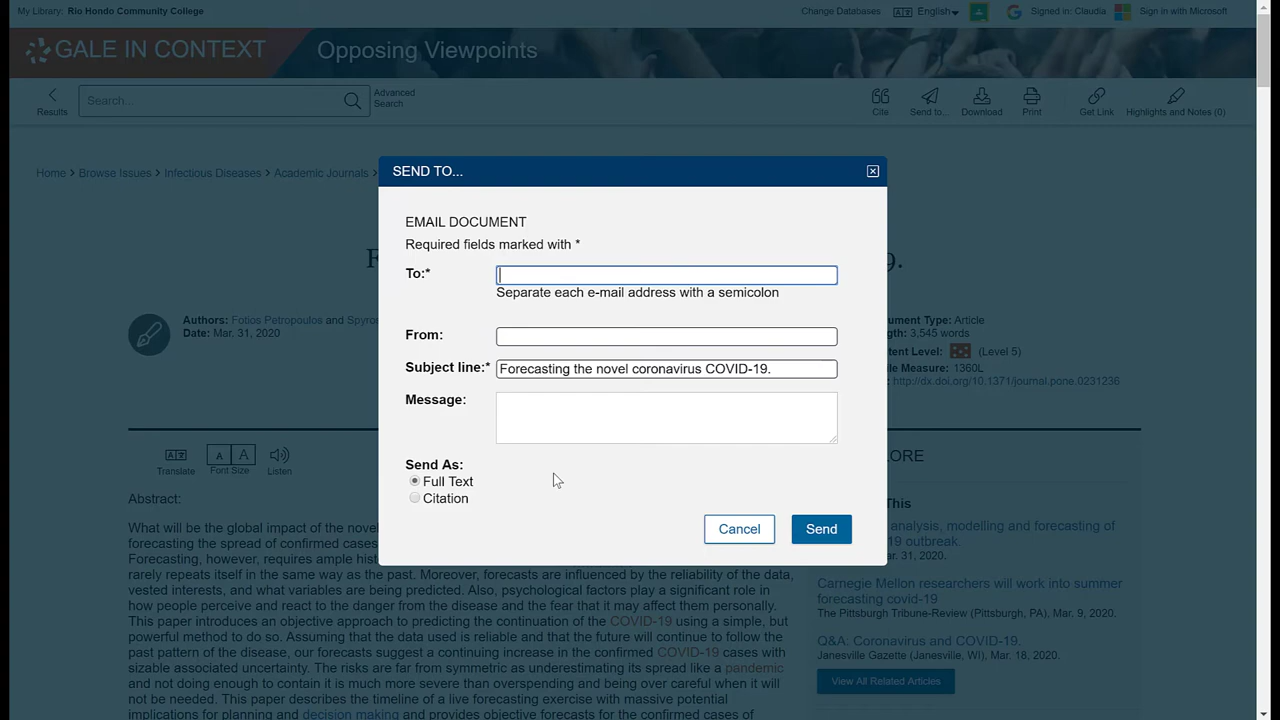 My Library: Rio Hondo Community College
Change Databases
English
Signed in: Claudia
Sign in with Microsoft
GALE IN CONTEXT
Opposing Viewpoints
Results
Search...
Advanced
Search
Cite
Send to...
Download
Print
Get Link
Highlights and Notes (0)
Home > Browse Issues > Infectious Diseases > Academic Journals >
SEND TO...
EMAIL DOCUMENT
Required fields marked with *
To:*
Separate each e-mail address with a semicolon
From:
Subject line:* Forecasting the novel coronavirus COVID-19.
Message:
Send As:
Full Text
Citation
Cancel
Send
F
9.
Authors: Fotios Petropoulos and Spyro
Date: Mar. 31, 2020
cument Type: Article
gth: 3,545 words
ntent Level: (Level 5)
le Measure: 1360L
http://dx.doi.org/10.1371/journal.pone.0231236
Translate
A A
Font Size
Listen
Abstract:
What will be the global impact of the novel
forecasting the spread of confirmed cases
Forecasting, however, requires ample his
rarely repeats itself in the same way as the past. Moreover, forecasts are influenced by the reliability of the data,
vested interests, and what variables are being predicted. Also, psychological factors play a significant role in
how people perceive and react to the danger from the disease and the fear that it may affect them personally.
This paper introduces an objective approach to predicting the continuation of the COVID-19 using a simple, but
powerful method to do so. Assuming that the data used is reliable and that the future will continue to follow the
past pattern of the disease, our forecasts suggest a continuing increase in the confirmed COVID-19 cases with
sizable associated uncertainty. The risks are far from symmetric as underestimating its spread like a pandemic
and not doing enough to contain it is much more severe than overspending and being over careful when it will
not be needed. This paper describes the timeline of a live forecasting exercise with massive potential
implications for planning and decision making and provides objective forecasts for the confirmed cases of
ORE
This
analysis, modelling and forecasting of
19 outbreak.
ar. 31, 2020.
Carnegie Mellon researchers will work into summer
forecasting covid-19
The Pittsburgh Tribune-Review (Pittsburgh, PA), Mar. 9, 2020.
Q&A: Coronavirus and COVID-19.
Janesville Gazette (Janesville, WI), Mar. 18, 2020.
View All Related Articles